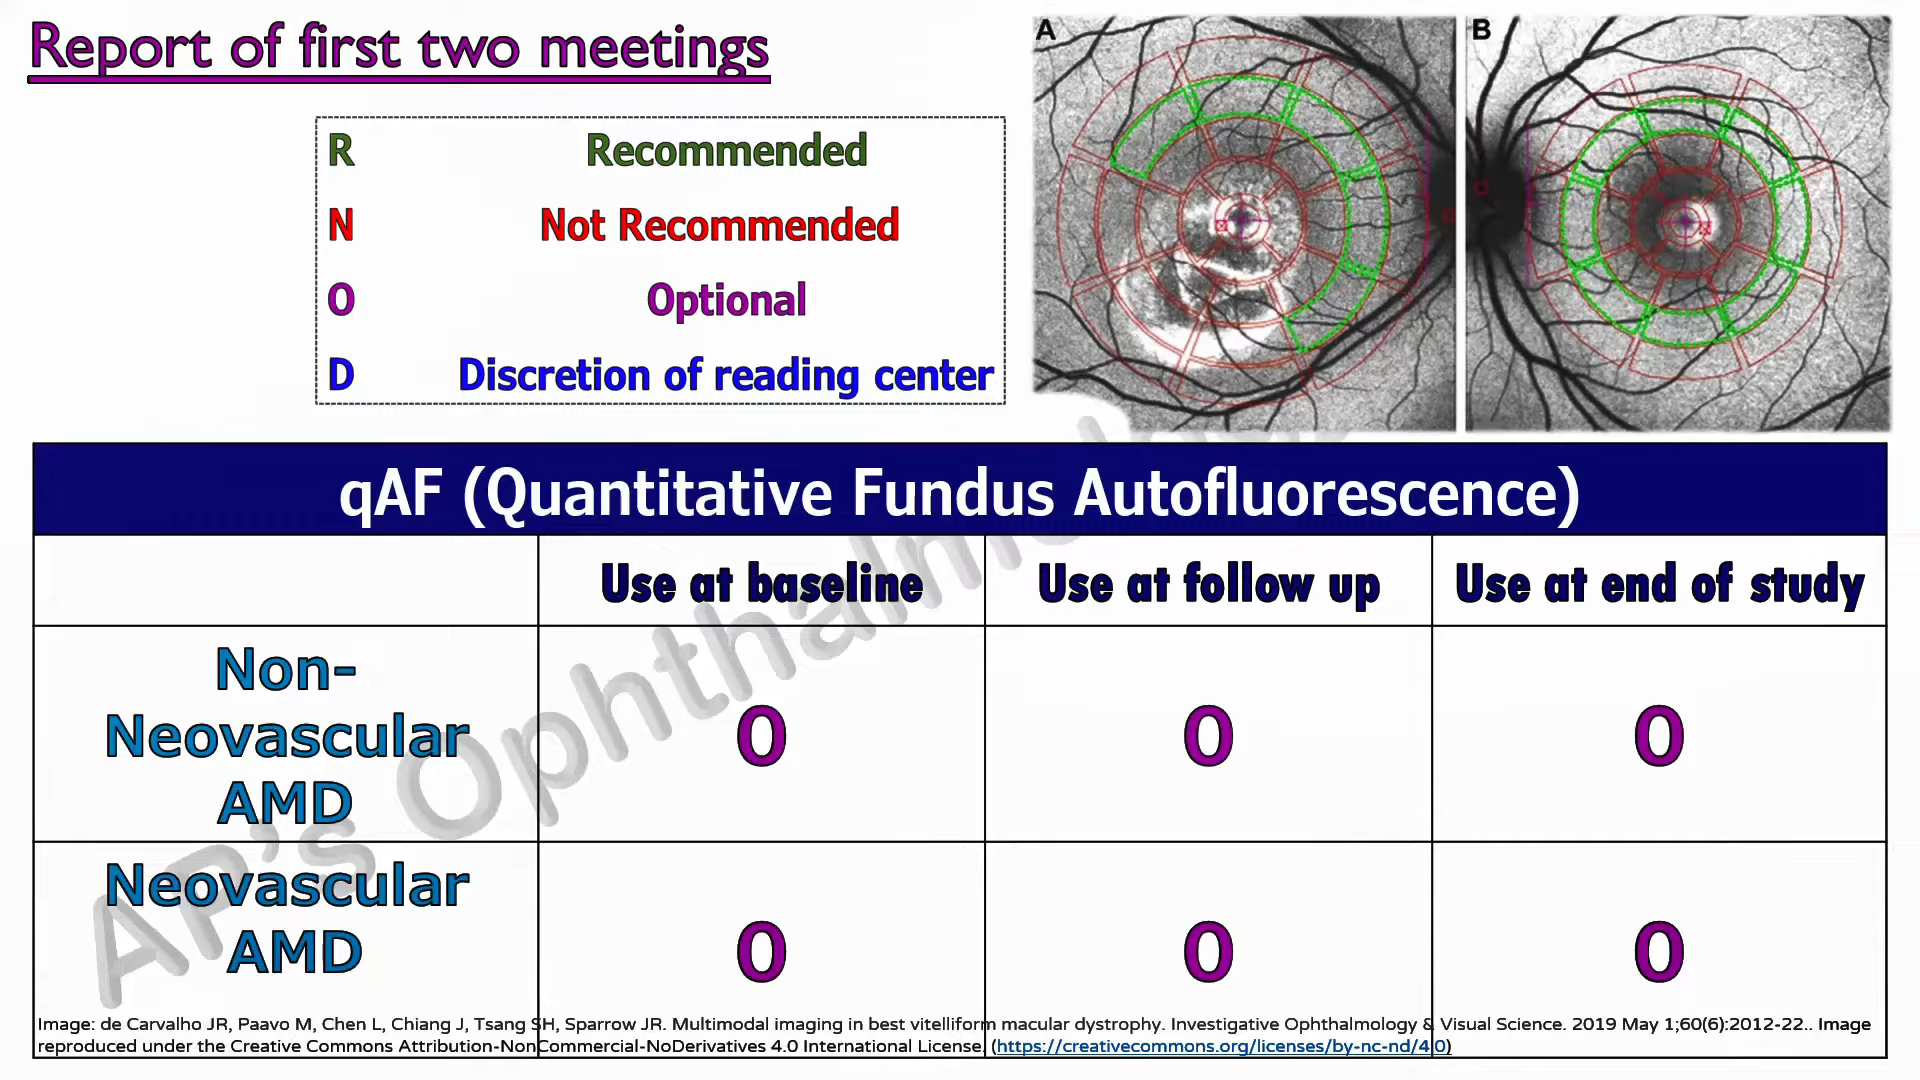 Report of first two meetings
R Recommended
N Not Recommended
O Optional
D Discretion of reading center
A
B
qAF (Quantitative Fundus Autofluorescence)
Use at baseline Use at follow up Use at end of study
Non-
Neovascular
AMD
O O O
Neovascular
AMD
O O O
AP's Ophthalm
Image: de Carvalho JR, Paavo M, Chen L, Chiang J, Tsang SH, Sparrow JR. Multimodal imaging in best vitelliform macular dystrophy. Investigative Ophthalmology & Visual Science. 2019 May 1;60(6):2012-22.. Image
reproduced under the Creative Commons Attribution-NonCommercial-NoDerivatives 4.0 International License. (https://creativecommons.org/licenses/by-nc-nd/4.0)